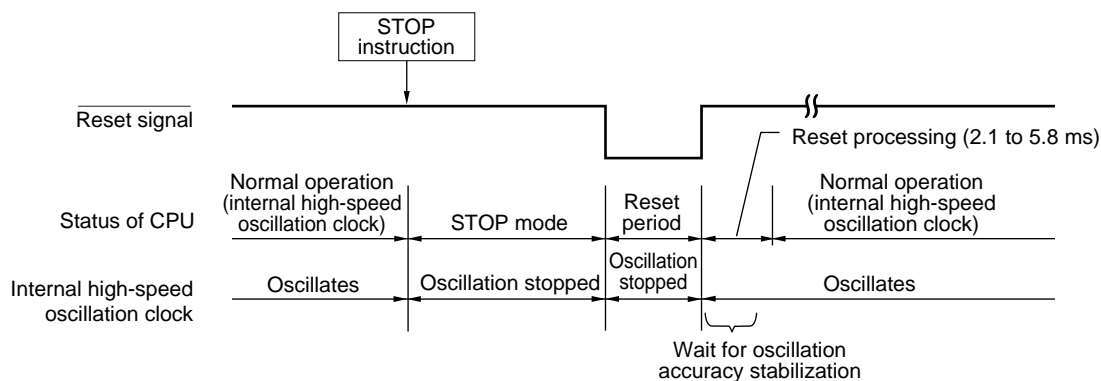 STOP
instruction
Reset signal
Reset processing (2.1 to 5.8 ms)
Status of CPU
Normal operation
(internal high-speed
oscillation clock)
STOP mode
Reset
period
Normal operation
(internal high-speed
oscillation clock)
Internal high-speed
oscillation clock
Oscillates
Oscillation stopped
Oscillation
stopped
Oscillates
Wait for oscillation
accuracy stabilization